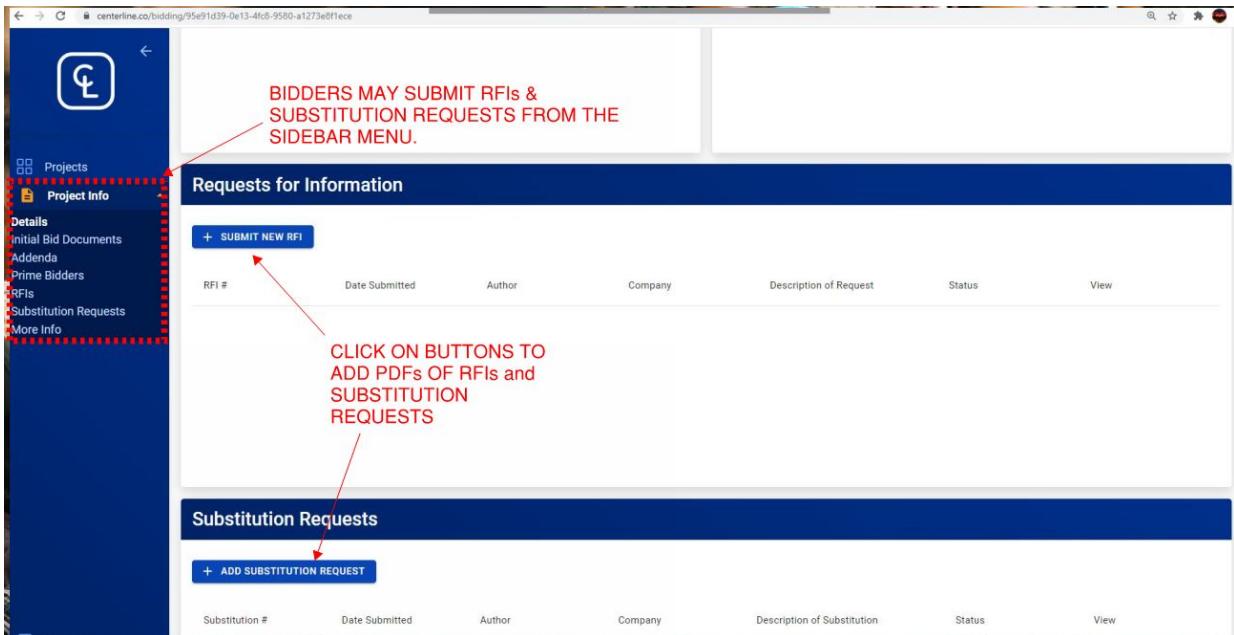 centerline.co/bidding/95e91d39-0e13-4fc8-9580-a1273e8f1ece
BIDDERS MAY SUBMIT RFIs &
SUBSTITUTION REQUESTS FROM THE
SIDEBAR MENU.
Projects
Project Info
Details
Initial Bid Documents
Addenda
Prime Bidders
RFIs
Substitution Requests
More Info
Requests for Information
+ SUBMIT NEW RFI
RFI # Date Submitted Author Company Description of Request Status View
CLICK ON BUTTONS TO
ADD PDFs OF RFIs and
SUBSTITUTION
REQUESTS
Substitution Requests
+ ADD SUBSTITUTION REQUEST
Substitution # Date Submitted Author Company Description of Substitution Status View